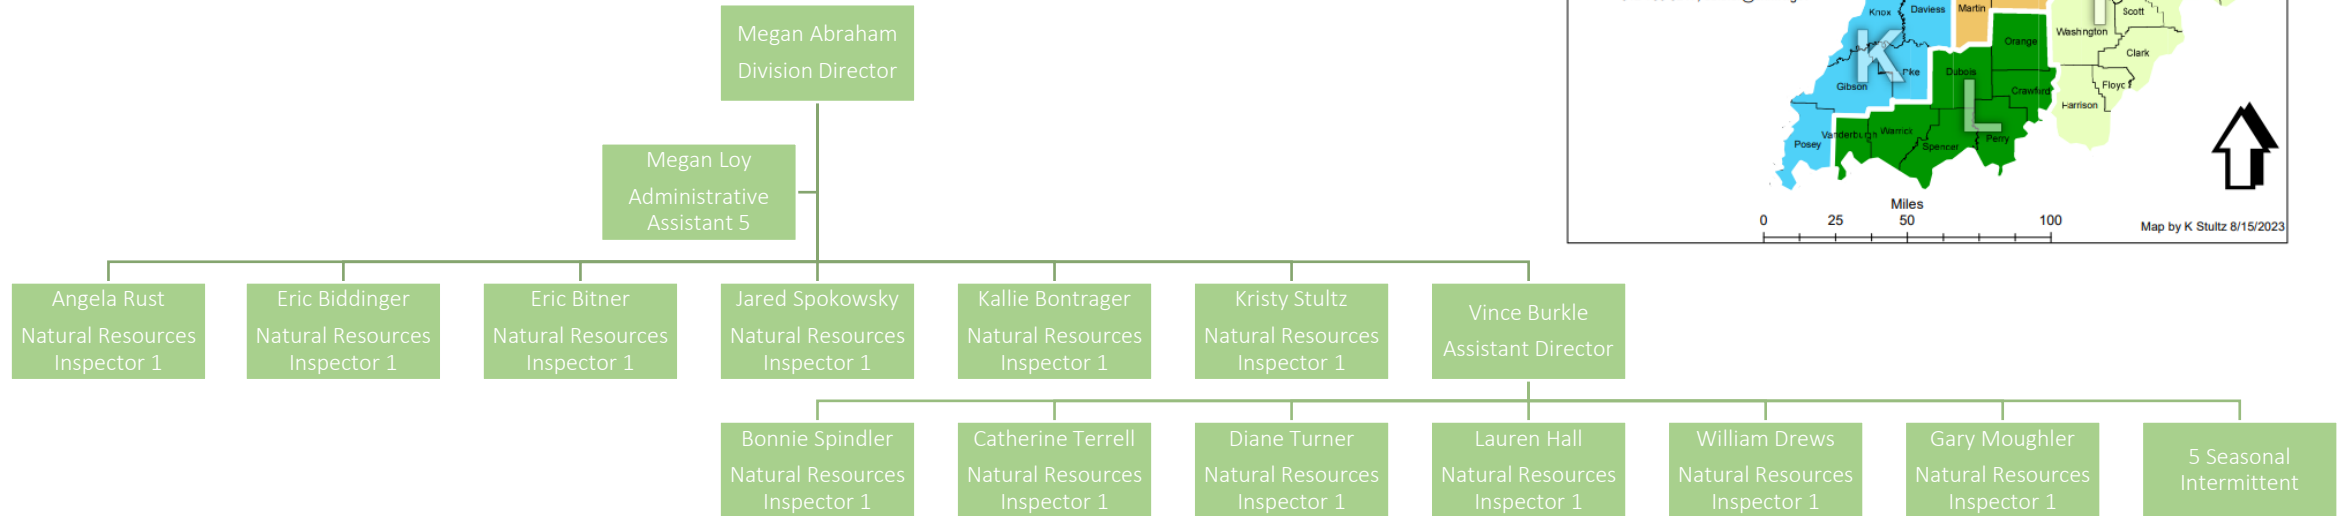 Megan Abraham
Division Director
Megan Loy
Administrative
Assistant 5
Angela Rust
Natural Resources
Inspector 1
Eric Biddinger
Natural Resources
Inspector 1
Eric Bitner
Natural Resources
Inspector 1
Jared Spokowsky
Natural Resources
Inspector 1
Kallie Bontrager
Natural Resources
Inspector 1
Kristy Stultz
Natural Resources
Inspector 1
Vince Burkle
Assistant Director
Bonnie Spindler
Natural Resources
Inspector 1
Catherine Terrell
Natural Resources
Inspector 1
Diane Turner
Natural Resources
Inspector 1
Lauren Hall
Natural Resources
Inspector 1
William Drews
Natural Resources
Inspector 1
Gary Moughler
Natural Resources
Inspector 1
5 Seasonal
Intermittent
Knox
Daviess
Martin
Scott
Washington
Orange
Clark
K
Pike
Dubois
Gibson
Crawford
Floyd
Harrison
L
Vanderburgh
Warrick
Perry
Posey
Spencer
Miles
0 25 50 100
Map by K Stultz 8/15/2023